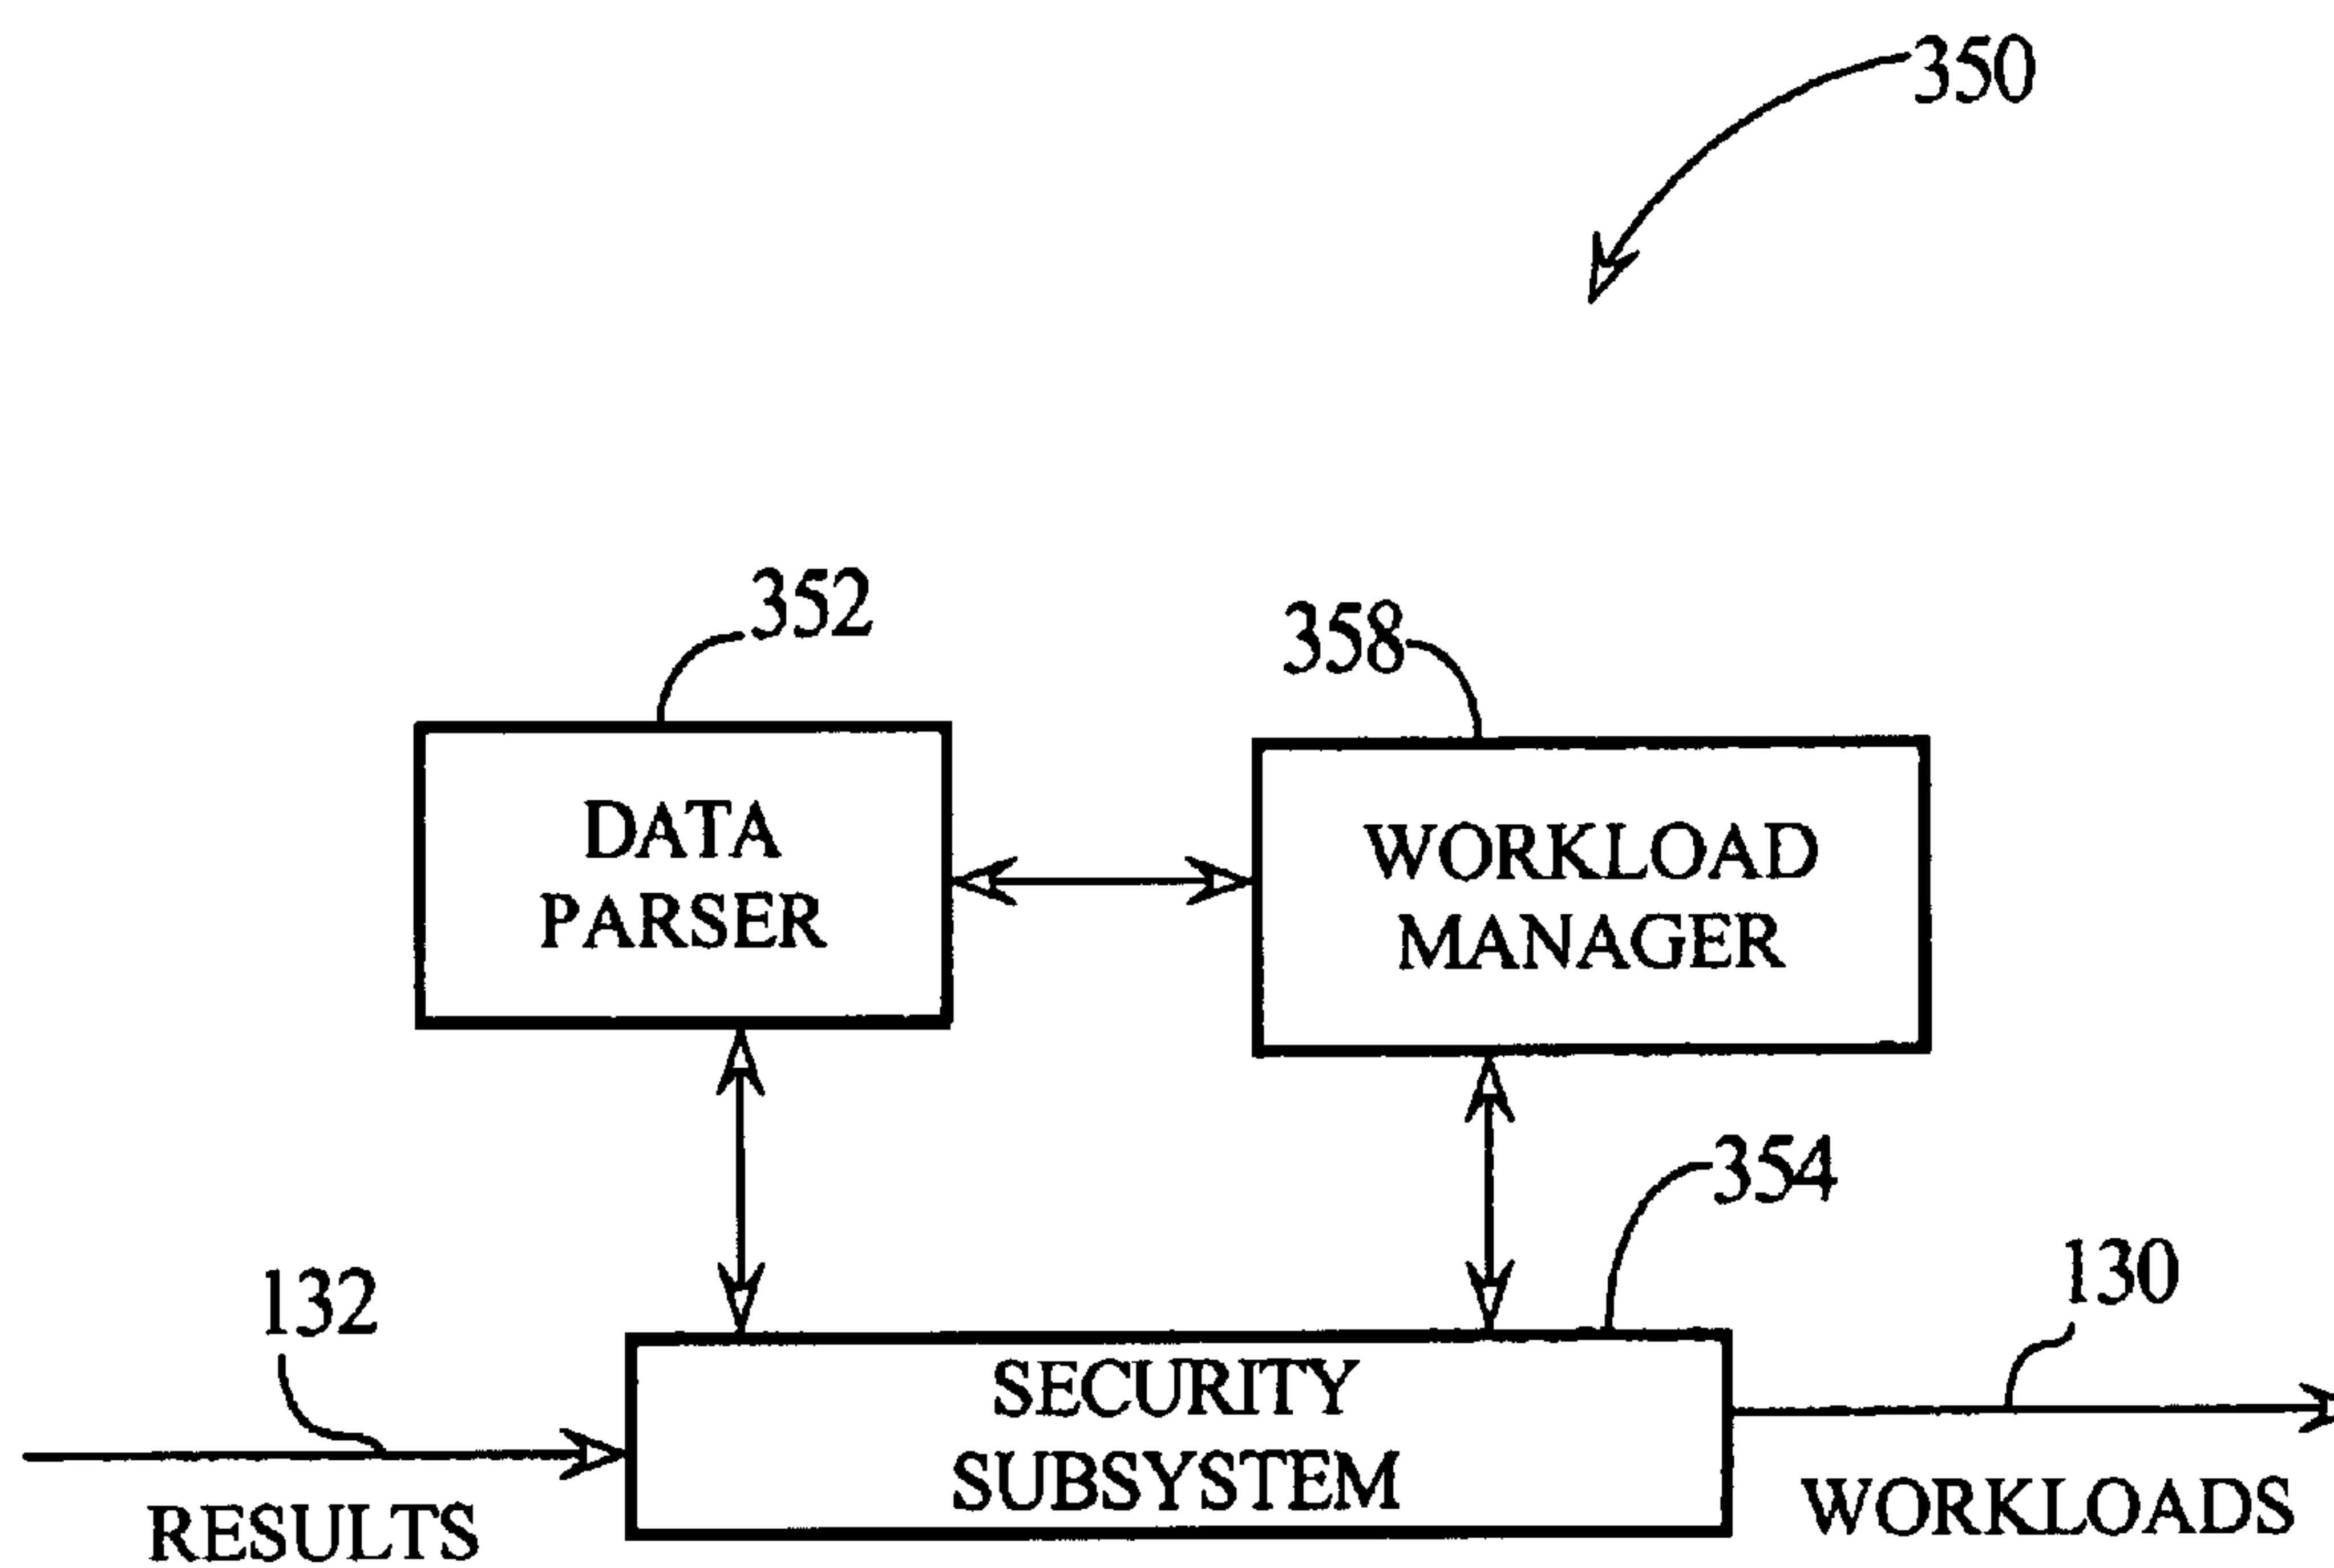 350
352
358
DATA
PARSER
WORKLOAD
MANAGER
354
132
130
SECURITY
SUBSYSTEM
RESULTS
WORKLOADS